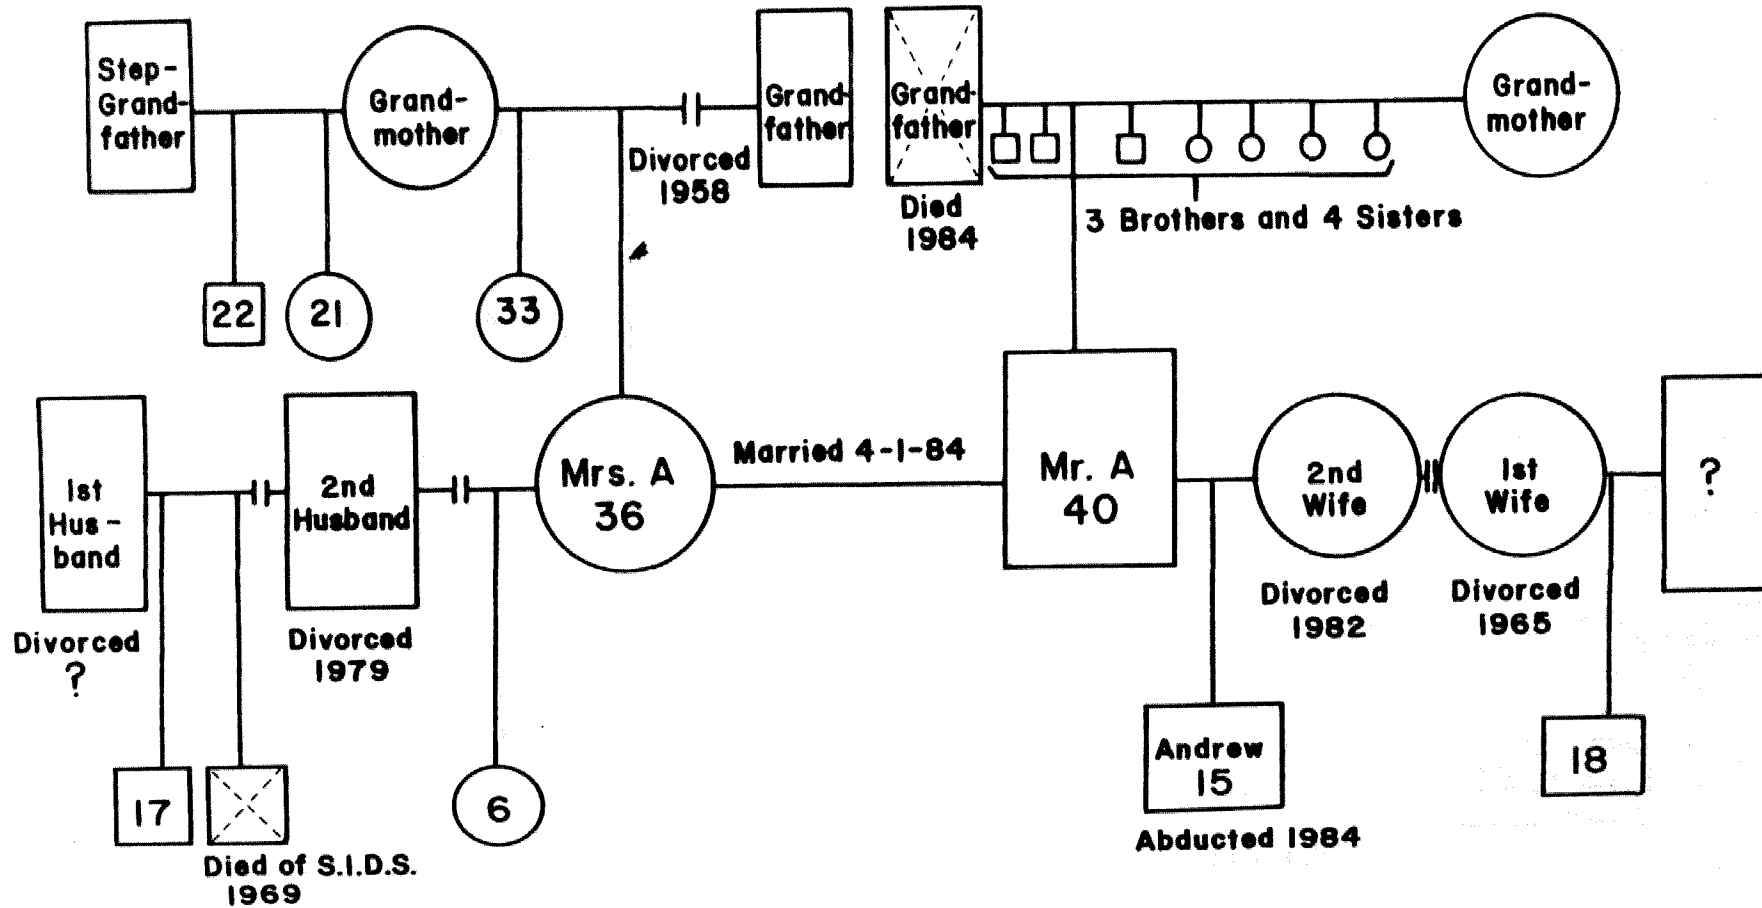 Step-
Grand-
father
Grand-
mother
Divorced
1958
Grand-
father
Grand-
father
Died
1984
3 Brothers and 4 Sisters
Grand-
mother
22
21
33
1st
Hus-
band
Divorced
?
2nd
Husband
Divorced
1979
Mrs. A
36
Married 4-1-84
Mr. A
40
2nd
Wife
Divorced
1982
1st
Wife
Divorced
1965
?
17
Died of S.I.D.S.
1969
6
Andrew
15
Abducted 1984
18